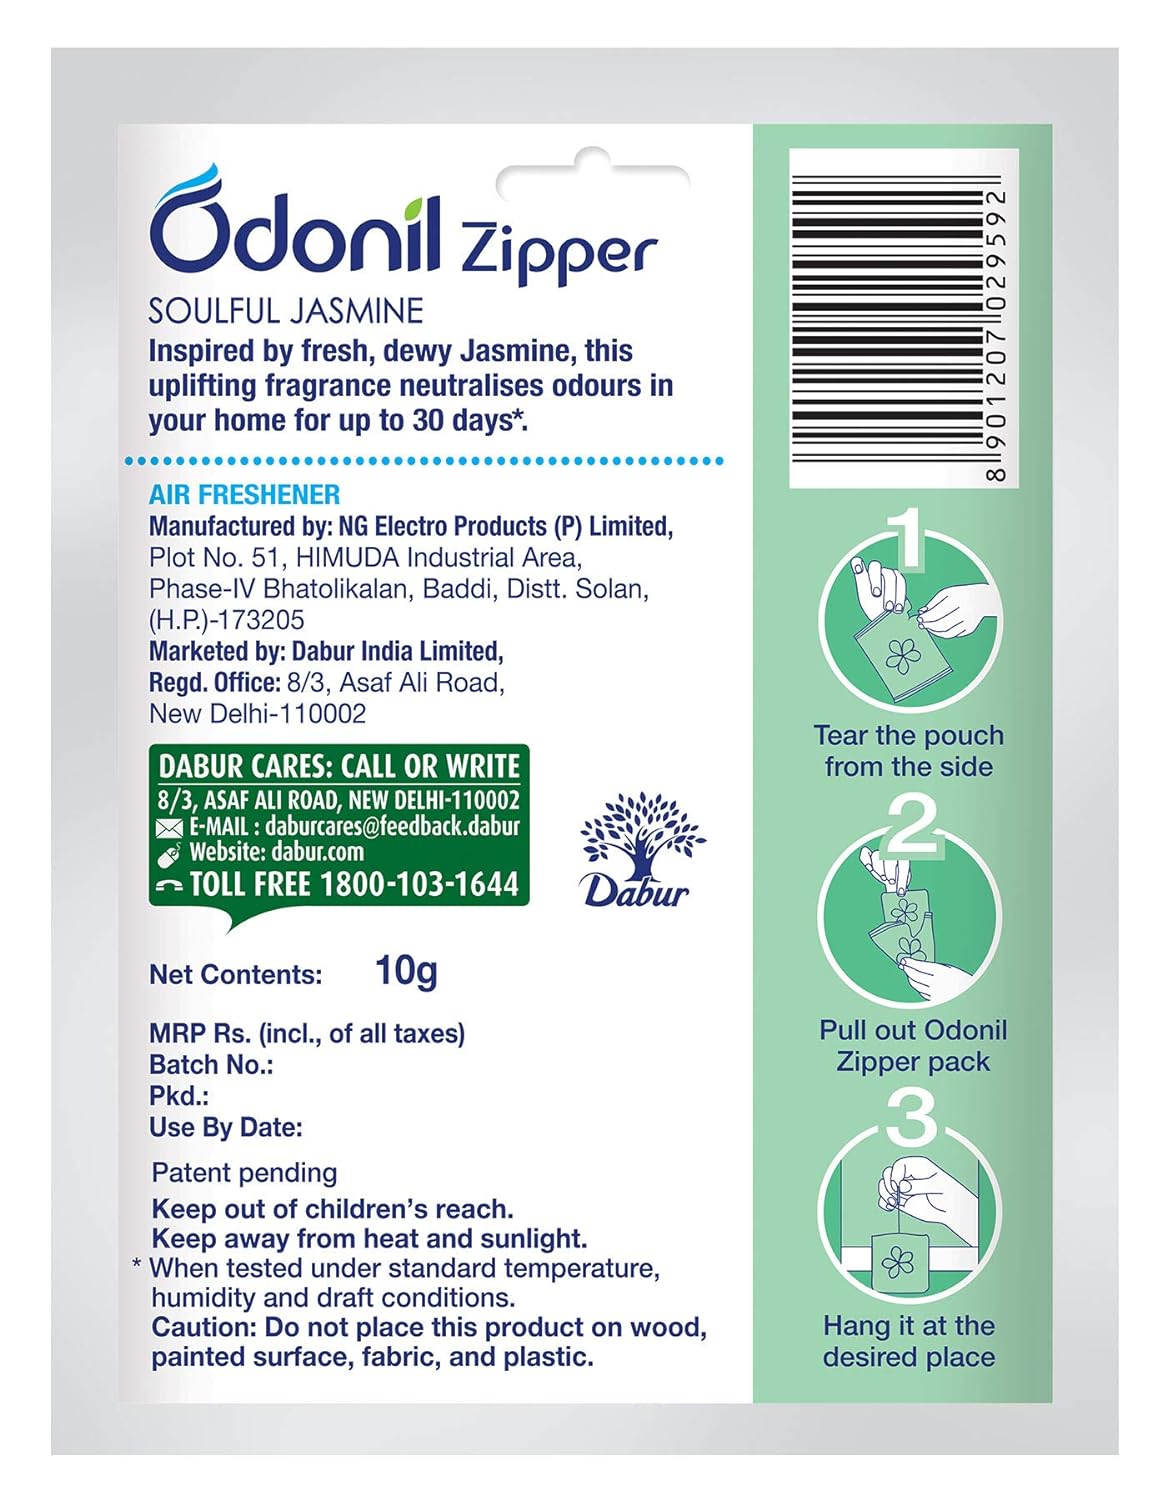 Odonil Zipper
SOULFUL JASMINE
Inspired by fresh, dewy Jasmine, this
uplifting fragrance neutralises odours in
your home for up to 30 days*.
AIR FRESHENER
Manufactured by: NG Electro Products (P) Limited,
Plot No. 51, HIMUDA Industrial Area,
Phase-IV Bhatolikalan, Baddi, Distt. Solan,
(H.P.)-173205
Marketed by: Dabur India Limited,
Regd. Office: 8/3, Asaf Ali Road,
New Delhi-110002
DABUR CARES: CALL OR WRITE
8/3, ASAF ALI ROAD, NEW DELHI-110002
E-MAIL : daburcares@feedback.dabur
Website: dabur.com
TOLL FREE 1800-103-1644
Dabur
Net Contents: 10g
MRP Rs. (incl., of all taxes)
Batch No.:
Pkd.:
Use By Date:
Patent pending
Keep out of children's reach.
Keep away from heat and sunlight.
* When tested under standard temperature,
humidity and draft conditions.
Caution: Do not place this product on wood,
painted surface, fabric, and plastic.
8 901207 029592
1
Tear the pouch
from the side
2
Pull out Odonil
Zipper pack
3
Hang it at the
desired place